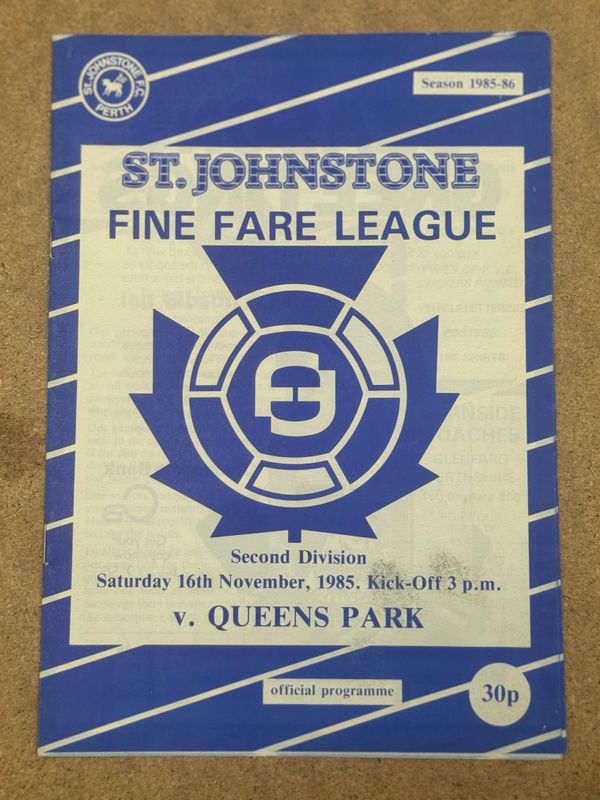 ST. JOHNSTONE F.C.
PERTH
Season 1985-86
ST. JOHNSTONE
FINE FARE LEAGUE
Second Division
Saturday 16th November, 1985. Kick-Off 3 p.m.
v. QUEENS PARK
official programme
30p